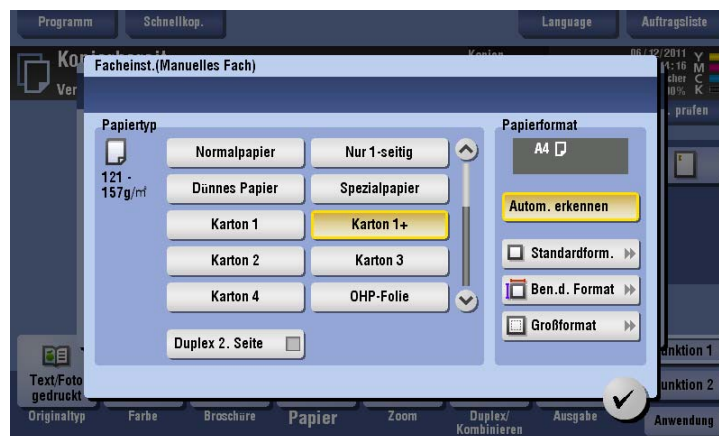 Programm
Schnellkop.
Language
Auftragsliste
Kopierbereit
Kopien
06/12/2011
Y
M
C
K
Ver
Facheinst.(Manuelles Fach)
prüfen
Papiertyp
Papierformat
121 -
157g/m²
Normalpapier
Nur 1-seitig
A4
Dünnes Papier
Spezialpapier
Autom. erkennen
Karton 1
Karton 1+
Karton 2
Karton 3
Standardform.
Karton 4
OHP-Folie
Ben.d. Format
Großformat
Duplex 2. Seite
Text/Foto
gedruckt
unktion 1
unktion 2
Originaltyp
Farbe
Broschüre
Papier
Zoom
Duplex/
Kombinieren
Ausgabe
Anwendung